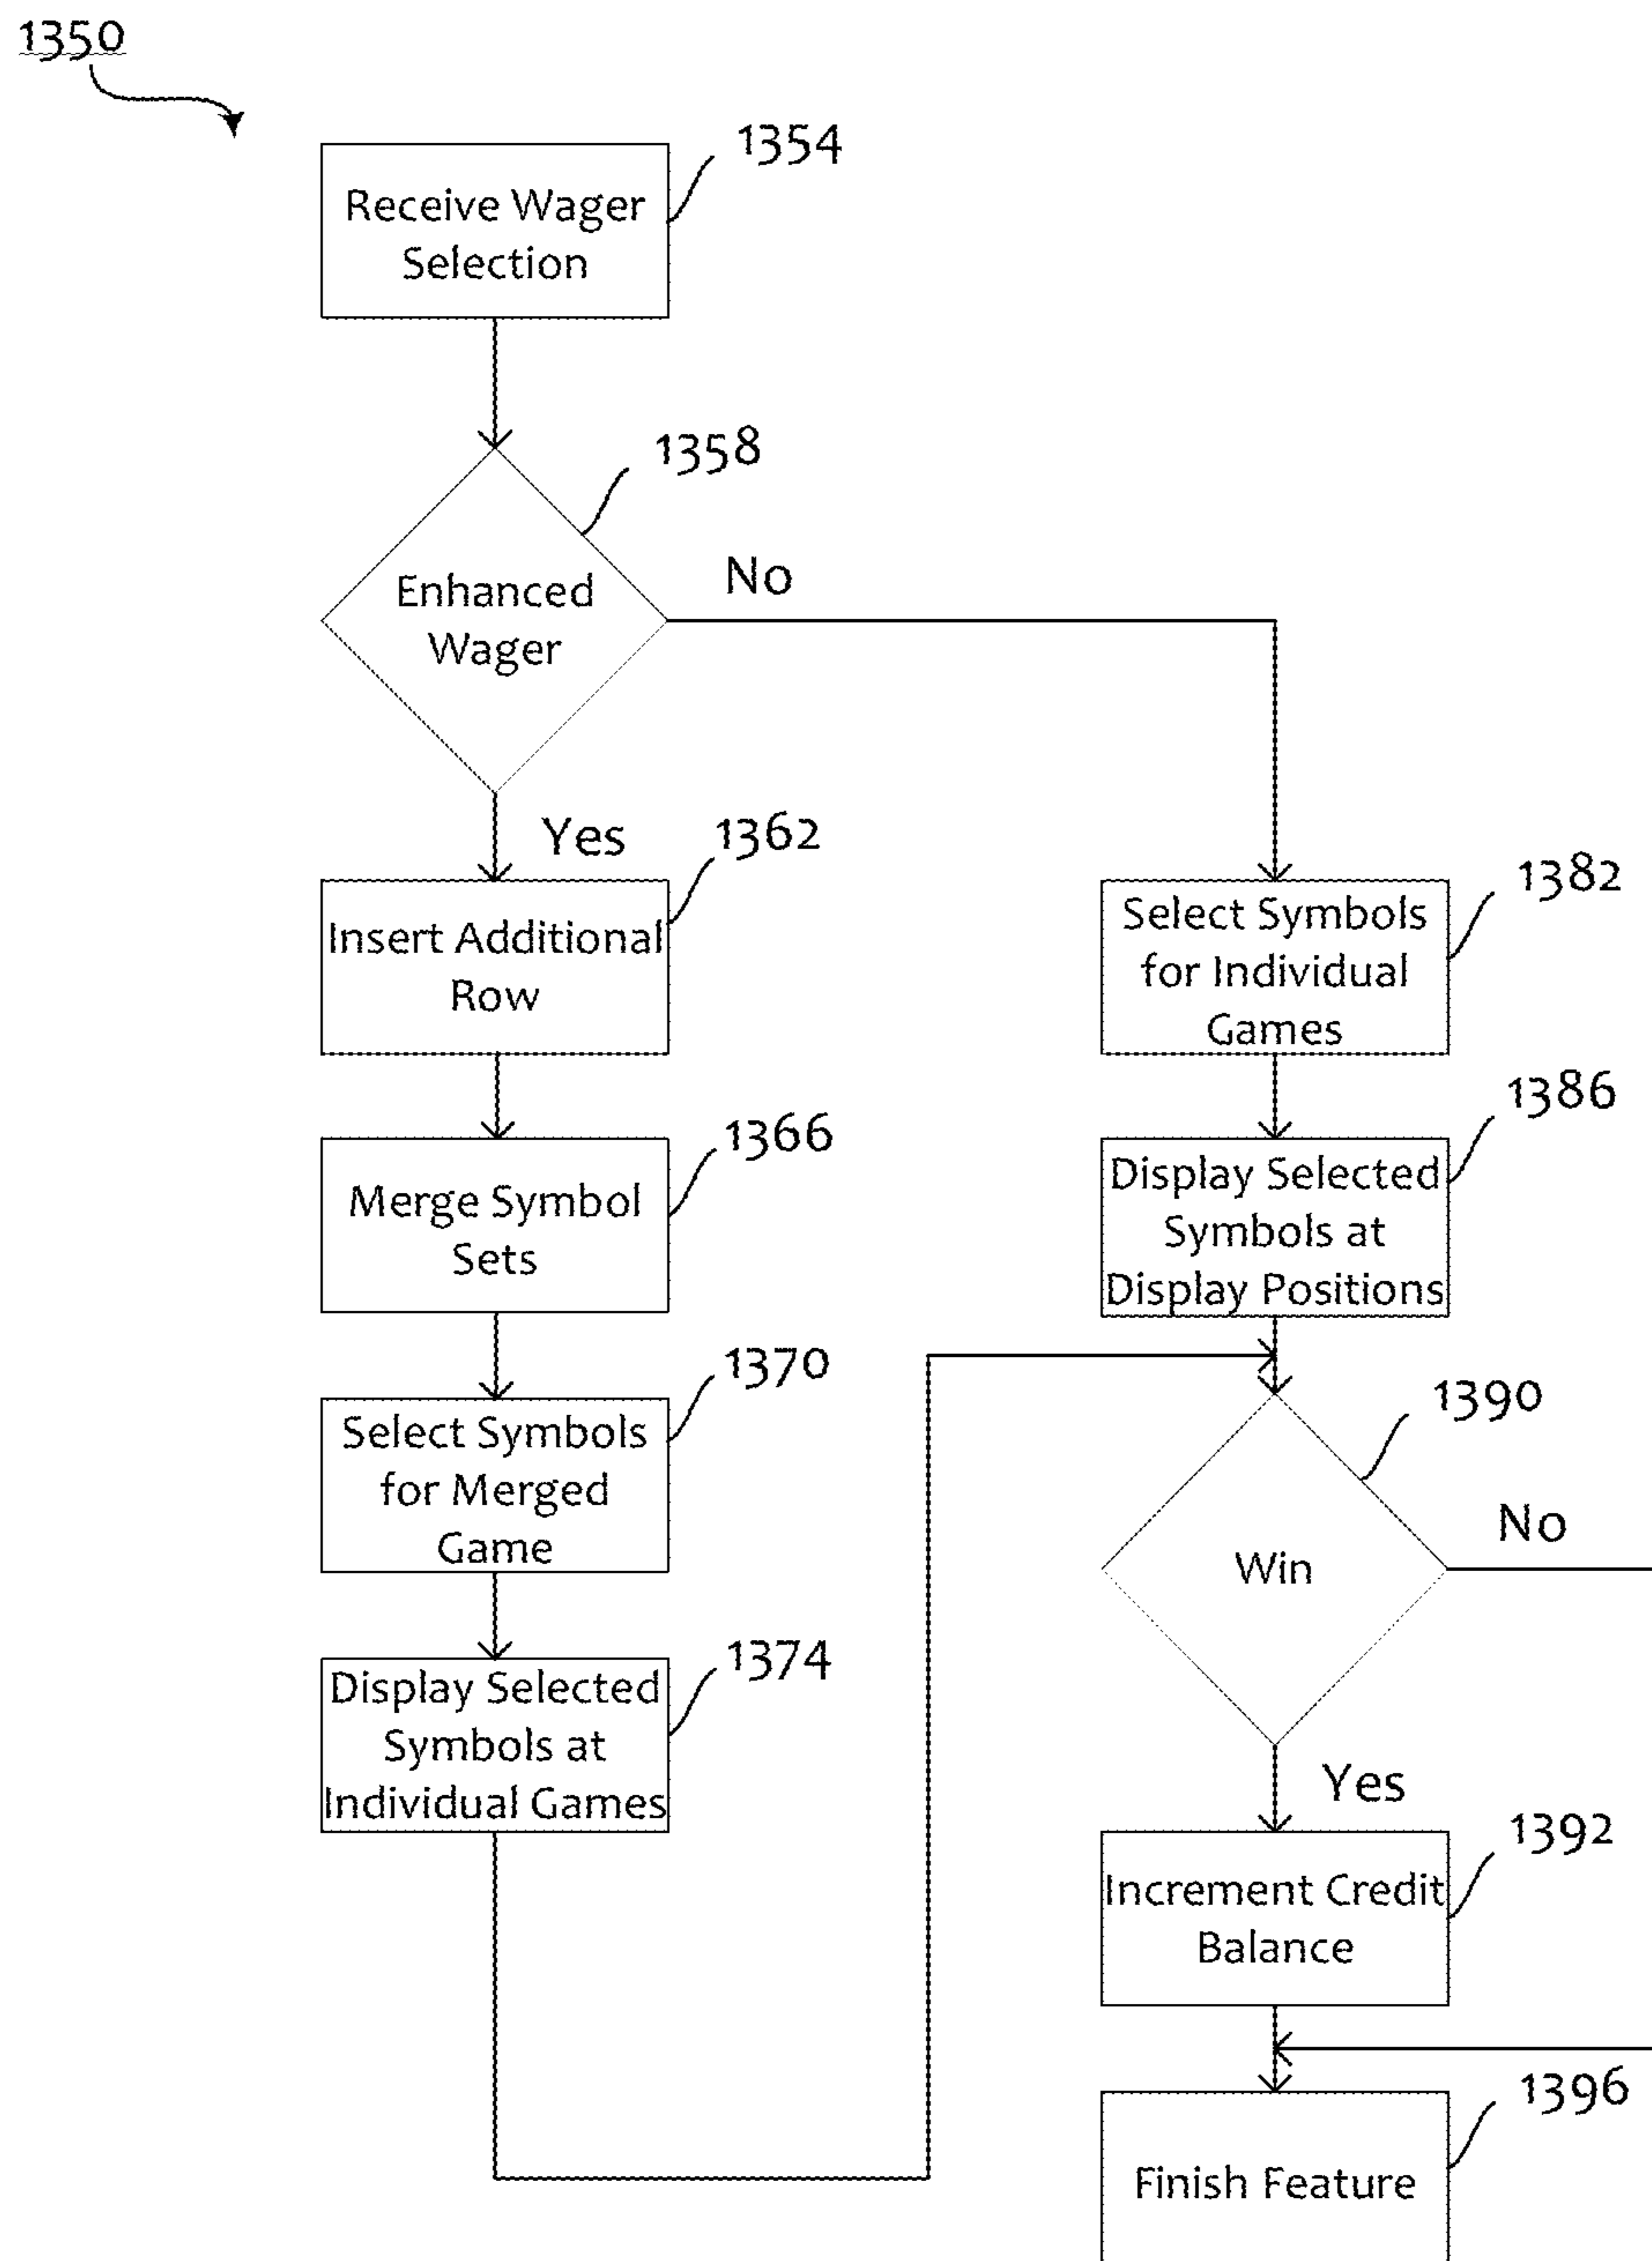 1350
1354
Receive Wager
Selection
1358
Enhanced
Wager
No
Yes
1362
Insert Additional
Row
1366
Merge Symbol
Sets
1370
Select Symbols
for Merged
Game
1374
Display Selected
Symbols at
Individual Games
1382
Select Symbols
for Individual
Games
1386
Display Selected
Symbols at
Display Positions
1390
Win
No
Yes
1392
Increment Credit
Balance
1396
Finish Feature